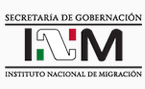 SECRETARÍA DE GOBERNACIÓN
INM
INSTITUTO NACIONAL DE MIGRACIÓN